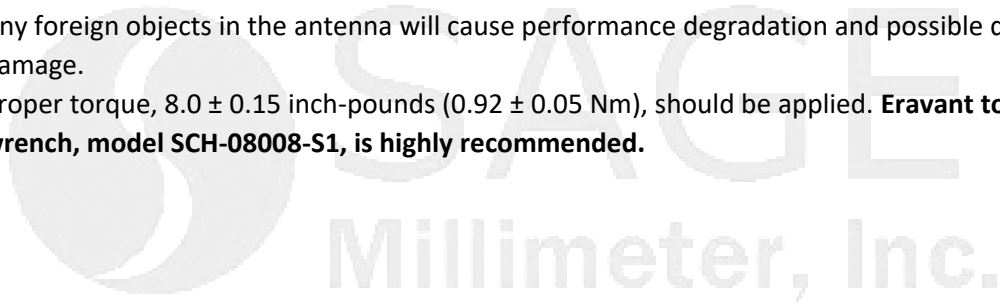 ny foreign objects in the antenna will cause performance degradation and possible
amage.
roper torque, 8.0 ± 0.15 inch-pounds (0.92 ± 0.05 Nm), should be applied. Eravant
rench, model SCH-08008-S1, is highly recommended.
SAGE
Millimeter, Inc.